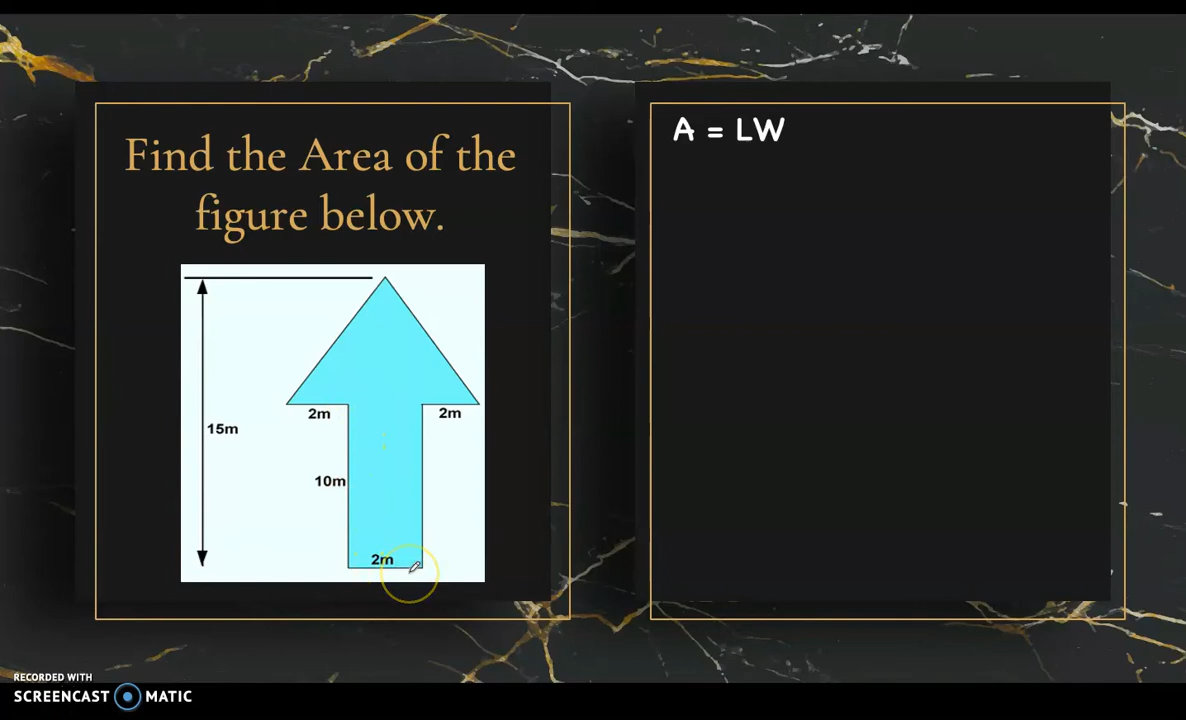 Find the Area of the
figure below.
A = LW
2m
2m
15m
10m
2m
RECORDED WITH
SCREENCAST MATIC